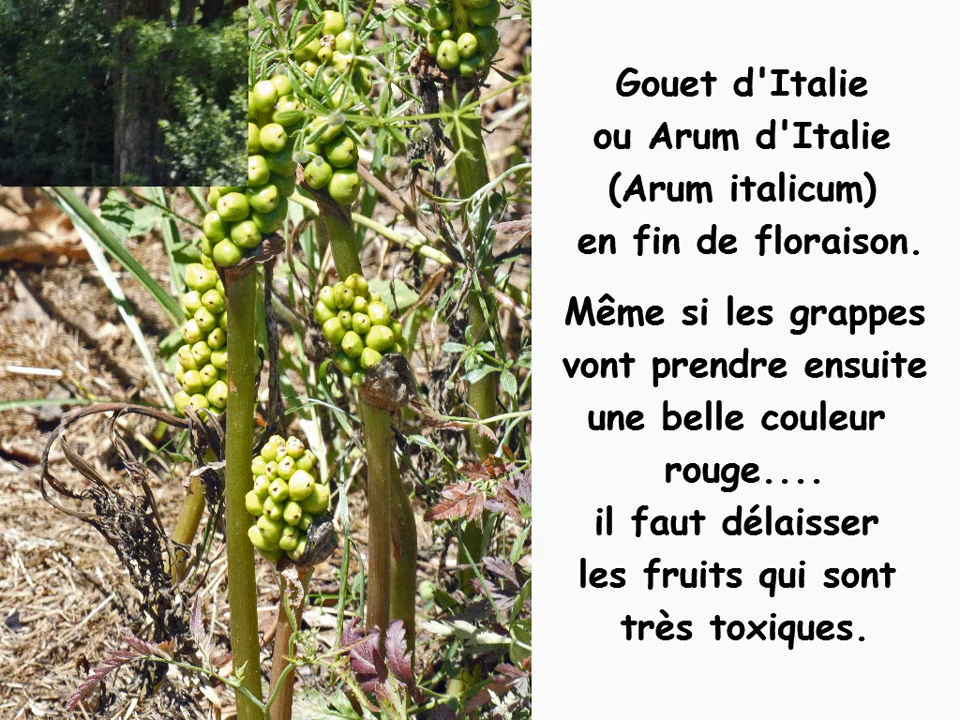 Gouet d'Italie
ou Arum d'Italie
(Arum italicum)
en fin de floraison.
Même si les grappes
vont prendre ensuite
une belle couleur
rouge....
il faut délaisser
les fruits qui sont
très toxiques.